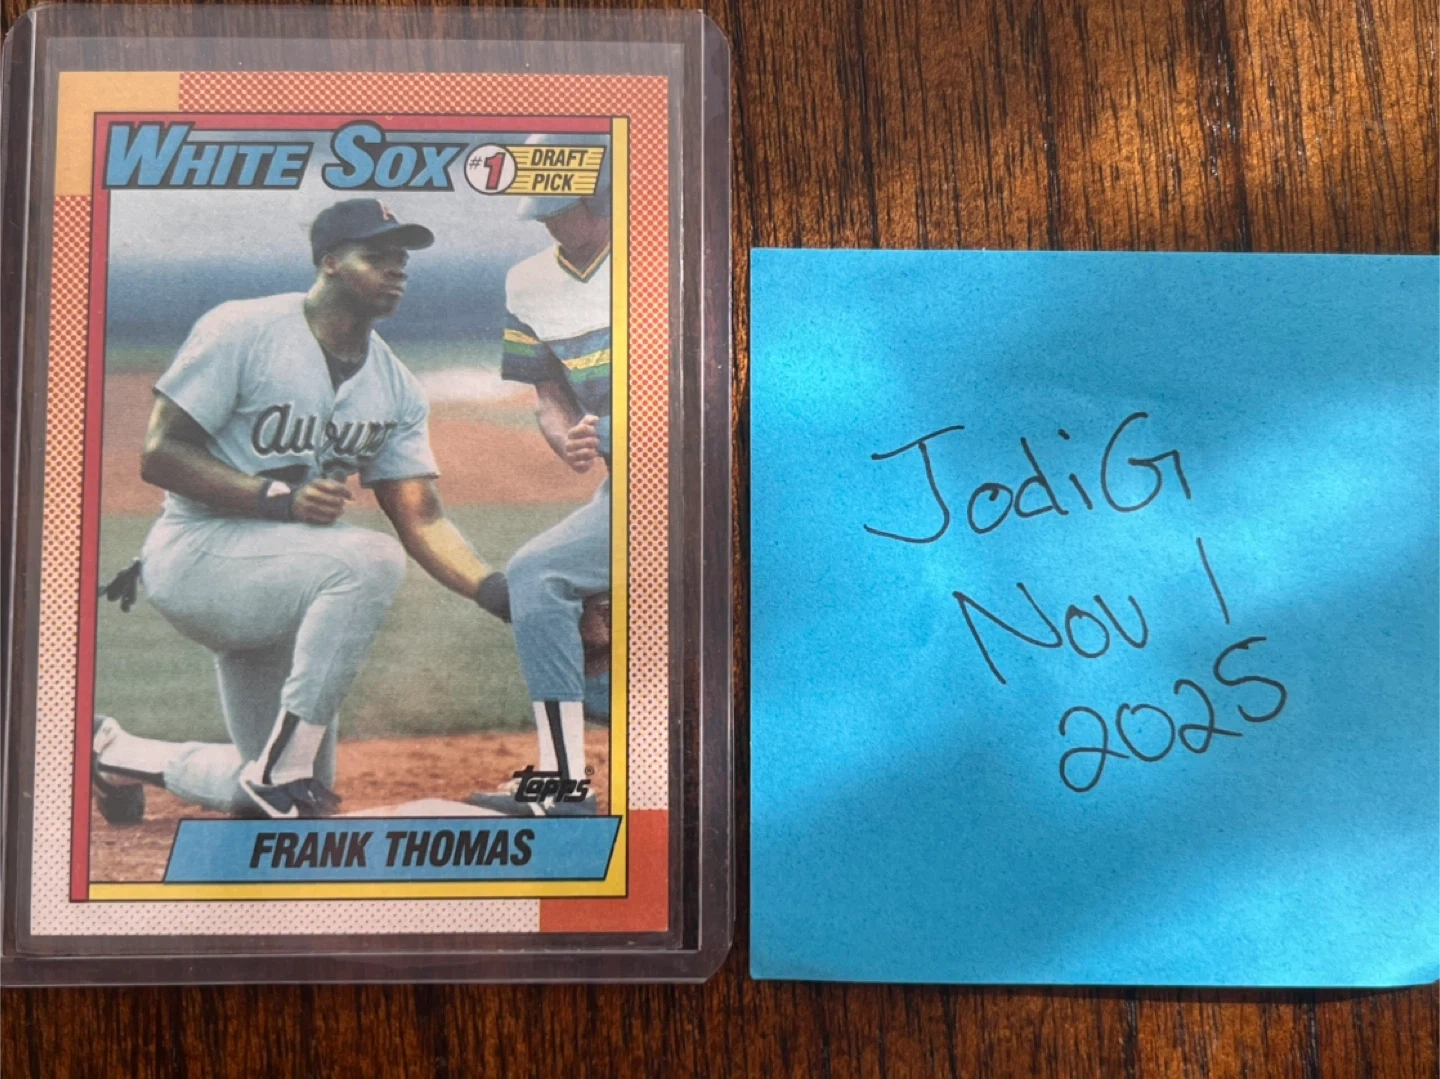 WHITE SOX #1 DRAFT
PICK
Auburn
topps®
FRANK THOMAS
JodiG
Nov 1
2025